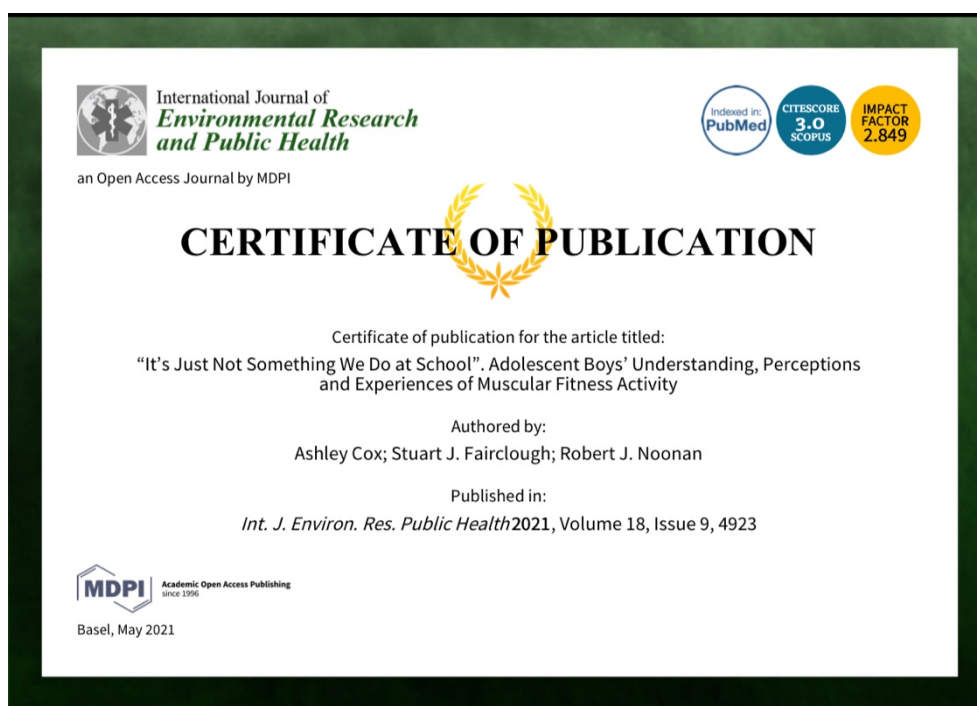 International Journal of
Environmental Research
and Public Health
an Open Access Journal by MDPI
Indexed in:
PubMed
CITESCORE
3.0
SCOPUS
IMPACT
FACTOR
2.849
CERTIFICATE OF PUBLICATION
Certificate of publication for the article titled:
“It’s Just Not Something We Do at School”. Adolescent Boys’ Understanding, Perceptions
and Experiences of Muscular Fitness Activity
Authored by:
Ashley Cox; Stuart J. Fairclough; Robert J. Noonan
Published in:
Int. J. Environ. Res. Public Health 2021, Volume 18, Issue 9, 4923
MDPI
Academic Open Access Publishing
since 1996
Basel, May 2021